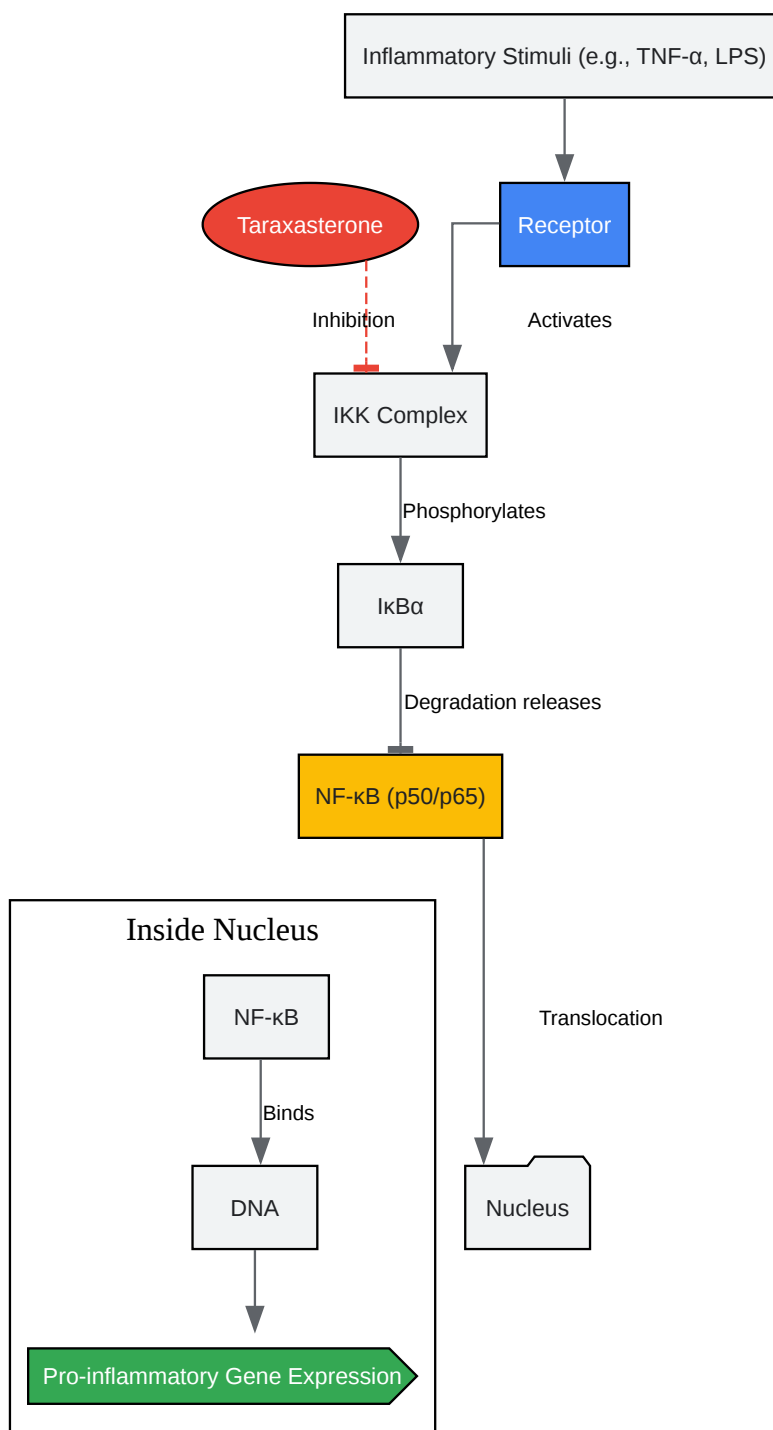 Inflammatory Stimuli (e.g., TNF-α, LPS)
Taraxasterone
Receptor
Inhibition
Activates
IKK Complex
Phosphorylates
IκBα
Degradation releases
NF-κB (p50/p65)
Inside Nucleus
NF-κB
Translocation
Binds
DNA
Nucleus
Pro-inflammatory Gene Expression